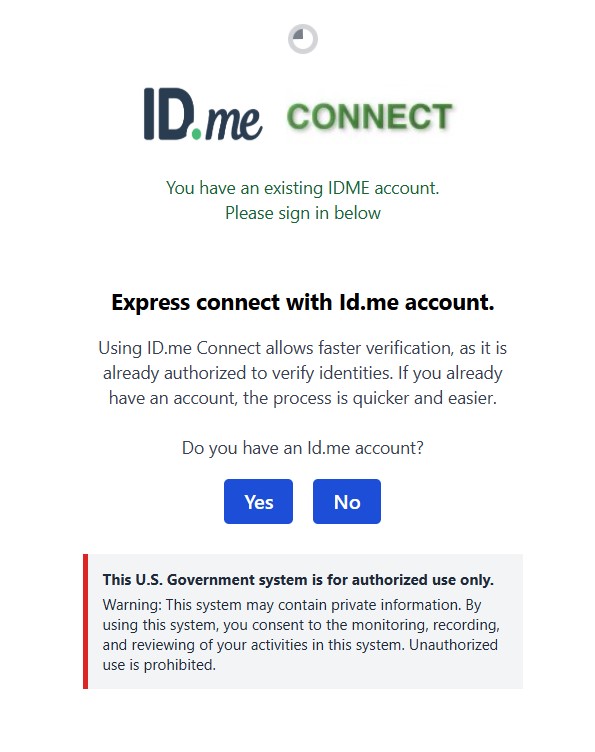 ID.me CONNECT
You have an existing IDME account.
Please sign in below
Express connect with Id.me account.
Using ID.me Connect allows faster verification, as it is
already authorized to verify identities. If you already
have an account, the process is quicker and easier.
Do you have an Id.me account?
Yes No
This U.S. Government system is for authorized use only.
Warning: This system may contain private information. By
using this system, you consent to the monitoring, recording,
and reviewing of your activities in this system. Unauthorized
use is prohibited.